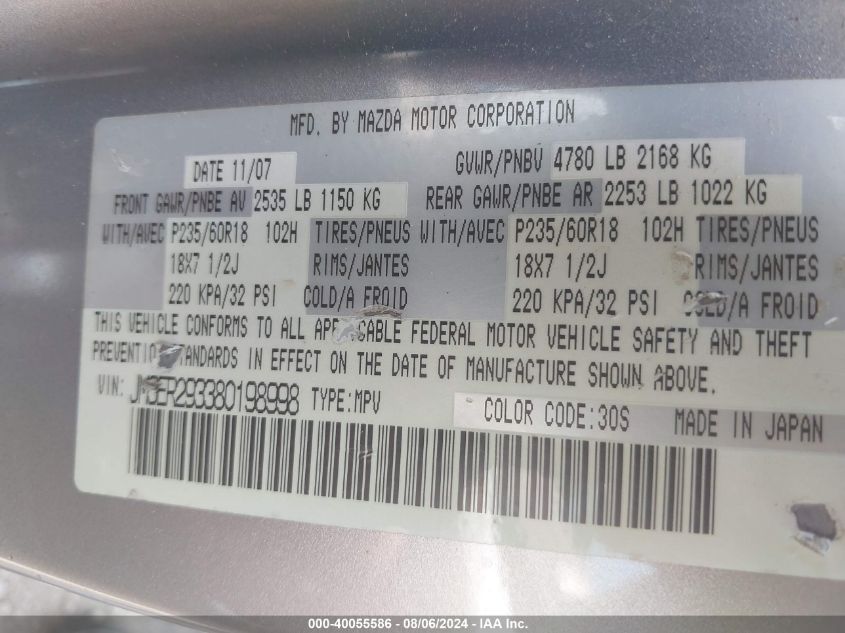 MFD. BY MAZDA MOTOR CORPORATION
DATE 11/07 GVWR/PNBV 4780 LB 2168 KG
FRONT GAWR/PNBE AV 2535 LB 1150 KG REAR GAWR/PNBE AR 2253 LB 1022 KG
WITH/AVEC P235/60R18 102H TIRES/PNEUS WITH/AVEC P235/60R18 102H TIRES/PNEUS
18X7 1/2J RIMS/JANTES 18X7 1/2J RIMS/JANTES
220 KPA/32 PSI COLD/A FROID 220 KPA/32 PSI COLD/A FROID
THIS VEHICLE CONFORMS TO ALL APPLICABLE FEDERAL MOTOR VEHICLE SAFETY AND THEFT
PREVENTION STANDARDS IN EFFECT ON THE DATE OF MANUFACTURE SHOWN ABOVE.
VIN: JM3ER293380198998 TYPE:MPV COLOR CODE:30S MADE IN JAPAN
000-40055586 - 08/06/2024 - IAA Inc.